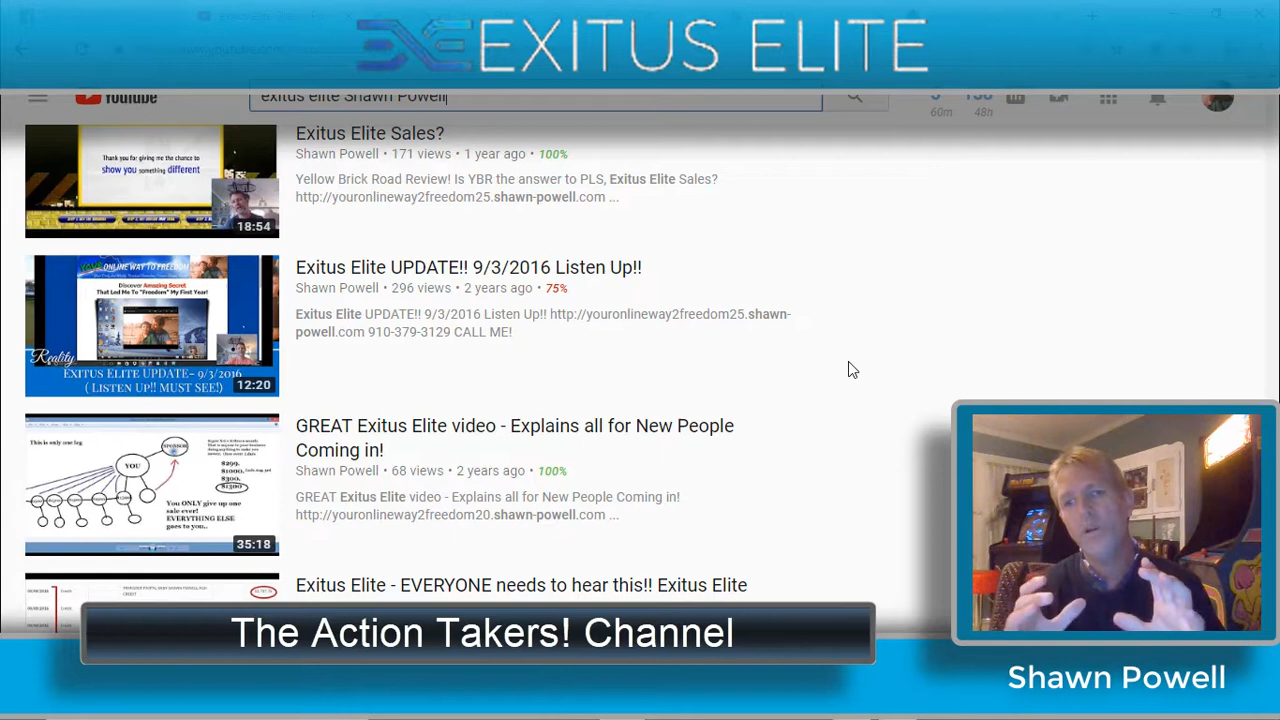 EXITUS ELITE
YouTube
exitus elite Shawn Powell
60m
48h
Thank you for giving me the chance to
show you something different
18:54
Exitus Elite Sales?
Shawn Powell • 171 views • 1 year ago • 100%
Yellow Brick Road Review! Is YBR the answer to PLS, Exitus Elite Sales?
http://youronlineway2freedom25.shawn-powell.com ...
ONLINE WAY TO FREEDOM
Discover Amazing Secret
That Led Me To "Freedom" My First Year!
Reality
EXITUS ELITE UPDATE- 9/3/2016
( LISTEN UP!! MUST SEE!)
12:20
Exitus Elite UPDATE!! 9/3/2016 Listen Up!!
Shawn Powell • 296 views • 2 years ago • 75%
Exitus Elite UPDATE!! 9/3/2016 Listen Up!! http://youronlineway2freedom25.shawn-
powell.com 910-379-3129 CALL ME!
This is only one leg
YOU
SPONSOR
$299.
$1000.
$300.
$1300
You ONLY give up one
sale ever!
EVERYTHING ELSE
goes to you..
35:18
GREAT Exitus Elite video - Explains all for New People
Coming in!
Shawn Powell • 68 views • 2 years ago • 100%
GREAT Exitus Elite video - Explains all for New People Coming in!
http://youronlineway2freedom20.shawn-powell.com ...
Exitus Elite - EVERYONE needs to hear this!! Exitus Elite
The Action Takers! Channel
Shawn Powell